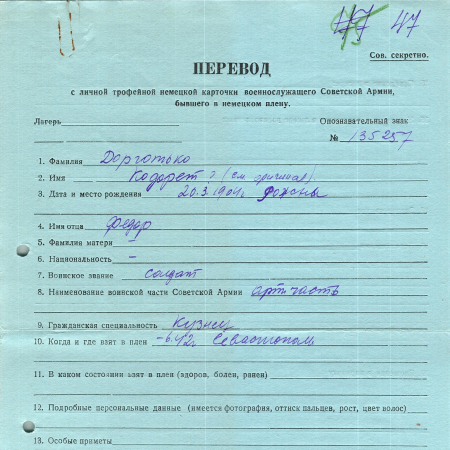 47
Сов. секретно.
ПЕРЕВОД
с личной трофейной немецкой карточки военнослужащего Советской Армии,
бывшего в немецком плену.
Лагерь Опознавательный знак
№ 135257
1. Фамилия Дорготько
2. Имя (см. оригинал)
3. Дата и место рождения 20.3.1904г.
4. Имя отца Федор
5. Фамилия матери —
6. Национальность —
7. Воинское звание солдат
8. Наименование воинской части Советской Армии арт. часть
9. Гражданская специальность кузнец
10. Когда и где взят в плен –6.42г Севастополь
11. В каком состоянии взят в плен (здоров, болен, ранен)
12. Подробные персональные данные (имеется фотография, оттиск пальцев, рост, цвет волос)
13. Особые приметы